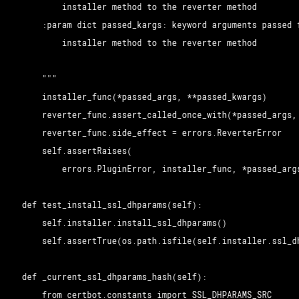 installer method to the reverter method
:param dict passed_kargs: keyword arguments passed
installer method to the reverter method
"""
installer_func(*passed_args, **passed_kwargs)
reverter_func.assert_called_once_with(*passed_args,
reverter_func.side_effect = errors.ReverterError
self.assertRaises(
errors.PluginError, installer_func, *passed_args
def test_install_ssl_dhparams(self):
self.installer.install_ssl_dhparams()
self.assertTrue(os.path.isfile(self.installer.ssl_dh
def _current_ssl_dhparams_hash(self):
from certbot.constants import SSL_DHPARAMS_SRC